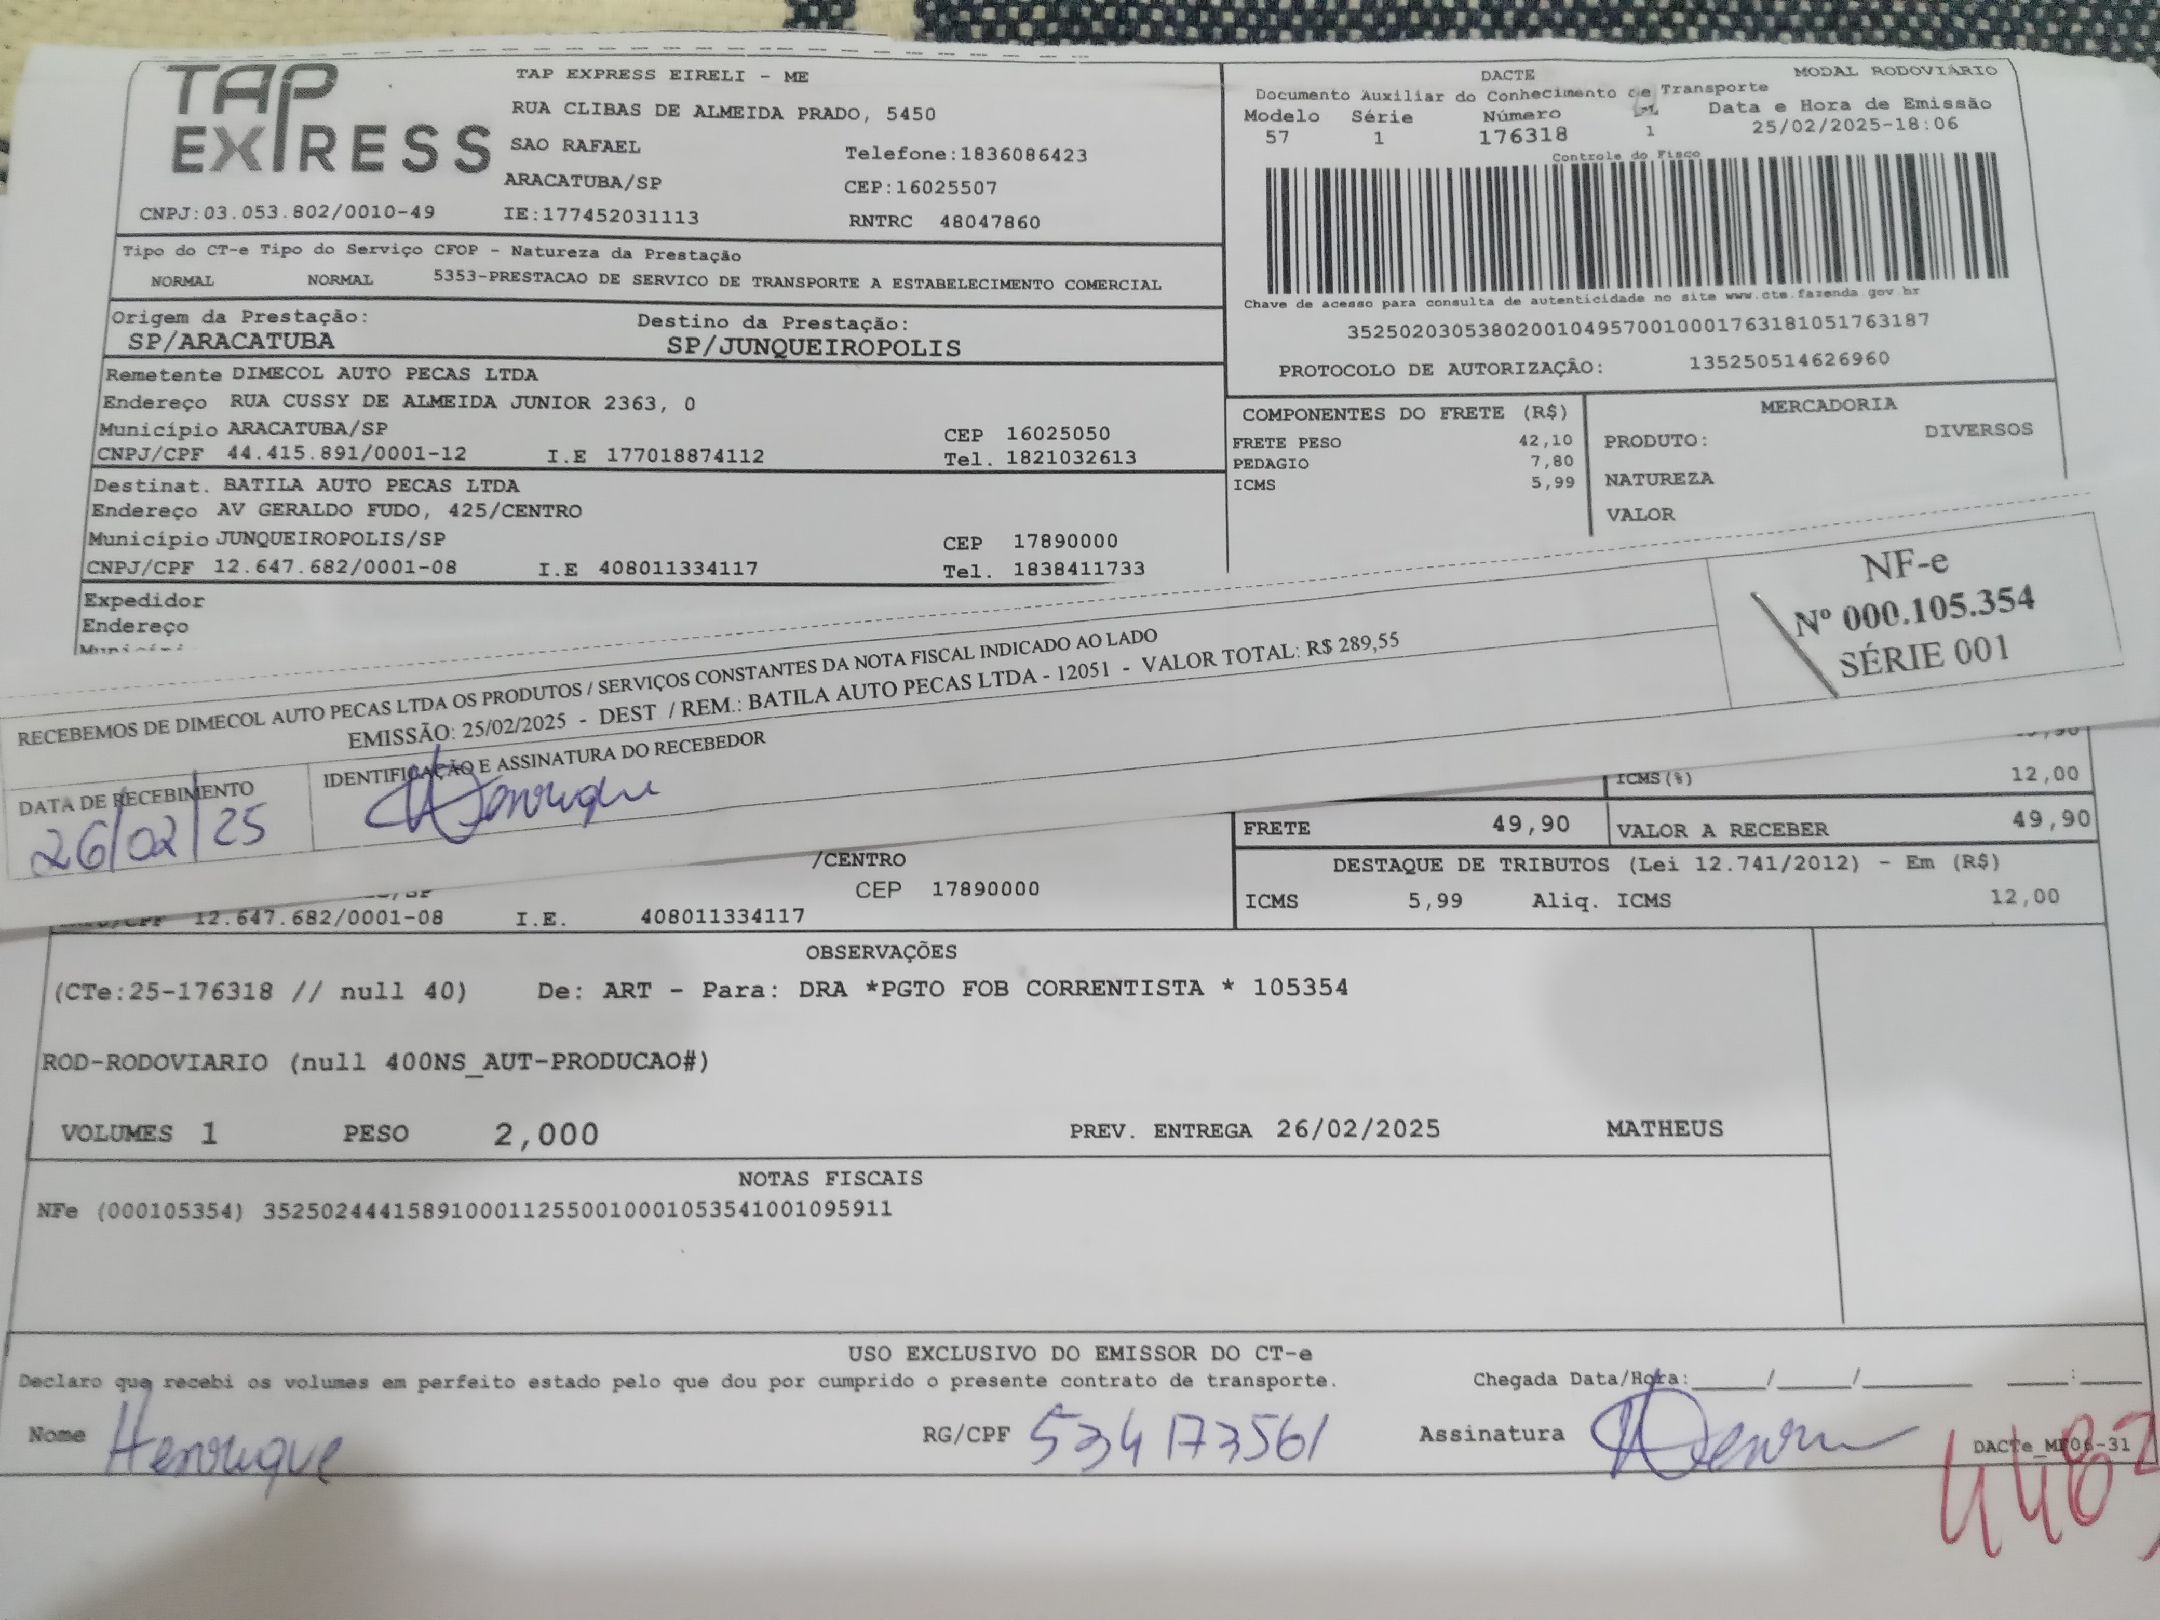 TAP EXPRESS
TAP EXPRESS EIRELI - ME
RUA CLIBAS DE ALMEIDA PRADO, 5450
SAO RAFAEL Telefone:1836086423
ARACATUBA/SP CEP:16025507
CNPJ:03.053.802/0010-49 IE:177452031113 RNTRC 48047860
DACTE MODAL RODOVIÁRIO
Documento Auxiliar do Conhecimento de Transporte
Modelo Série Número Data e Hora de Emissão
57 1 176318 1 25/02/2025-18:06
Controle do Fisco
Chave de acesso para consulta de autenticidade no site www.cte.fazenda.gov.br
35250203053802001049570010001763181051763187
PROTOCOLO DE AUTORIZAÇÃO: 135250514626960
Tipo do CT-e Tipo do Serviço CFOP - Natureza da Prestação
NORMAL NORMAL 5353-PRESTACAO DE SERVICO DE TRANSPORTE A ESTABELECIMENTO COMERCIAL
Origem da Prestação: Destino da Prestação:
SP/ARACATUBA SP/JUNQUEIROPOLIS
Remetente DIMECOL AUTO PECAS LTDA
Endereço RUA CUSSY DE ALMEIDA JUNIOR 2363, 0
Município ARACATUBA/SP CEP 16025050
CNPJ/CPF 44.415.891/0001-12 I.E 177018874112 Tel. 1821032613
Destinat. BATILA AUTO PECAS LTDA
Endereço AV GERALDO FUDO, 425/CENTRO
Município JUNQUEIROPOLIS/SP CEP 17890000
CNPJ/CPF 12.647.682/0001-08 I.E 408011334117 Tel. 1838411733
Expedidor
Endereço
COMPONENTES DO FRETE (R$)
FRETE PESO 42,10
PEDAGIO 7,80
ICMS 5,99
MERCADORIA
PRODUTO: DIVERSOS
NATUREZA
VALOR
RECEBEMOS DE DIMECOL AUTO PECAS LTDA OS PRODUTOS / SERVIÇOS CONSTANTES DA NOTA FISCAL INDICADO AO LADO
EMISSÃO: 25/02/2025 - DEST / REM.: BATILA AUTO PECAS LTDA - 12051 - VALOR TOTAL: R$ 289,55
NF-e
Nº 000.105.354
SÉRIE 001
DATA DE RECEBIMENTO IDENTIFICAÇÃO E ASSINATURA DO RECEBEDOR
26/02/25 Henrique
ICMS(%) 12,00
FRETE 49,90 VALOR A RECEBER 49,90
DESTAQUE DE TRIBUTOS (Lei 12.741/2012) - Em (R$)
ICMS 5,99 Aliq. ICMS 12,00
/CENTRO
CEP 17890000
12.647.682/0001-08 I.E. 408011334117
OBSERVAÇÕES
(CTe:25-176318 // null 40) De: ART - Para: DRA *PGTO FOB CORRENTISTA * 105354
ROD-RODOVIARIO (null 400NS_AUT-PRODUCAO#)
VOLUMES 1 PESO 2,000 PREV. ENTREGA 26/02/2025 MATHEUS
NOTAS FISCAIS
NFe (000105354) 35250244415891000112550010001053541001095911
USO EXCLUSIVO DO EMISSOR DO CT-e
Declaro que recebi os volumes em perfeito estado pelo que dou por cumprido o presente contrato de transporte. Chegada Data/Hora:____/____/______ ___:___
Nome Henrique RG/CPF 534173561 Assinatura
DACTe_MF06-31